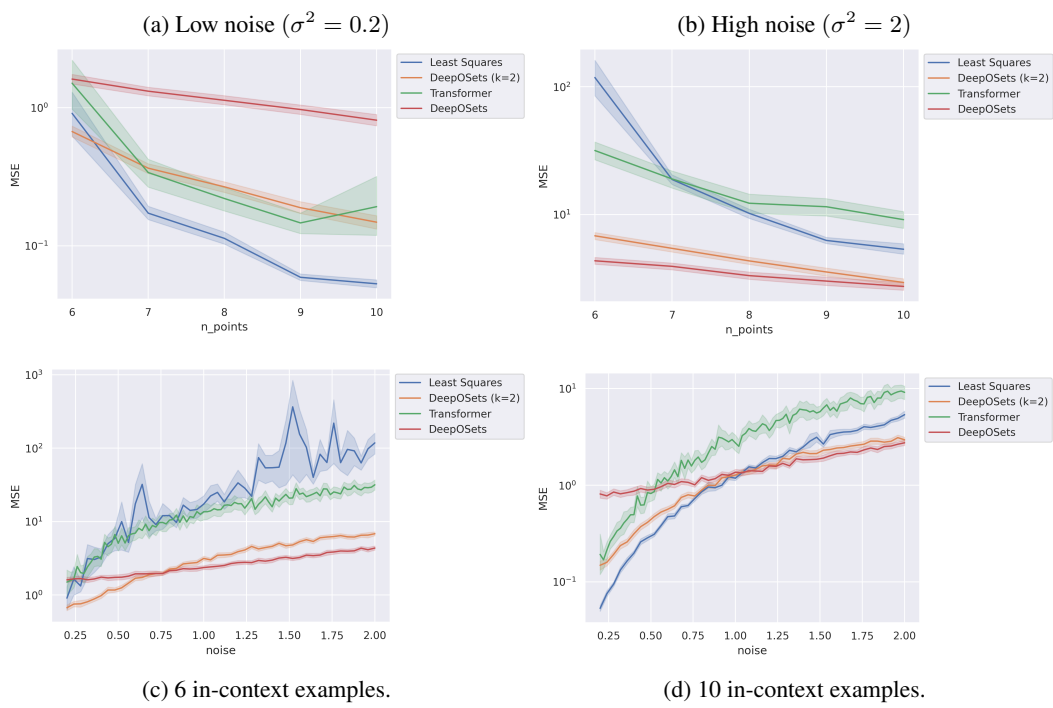 (a) Low noise (σ² = 0.2)
(b) High noise (σ² = 2)
10⁰
10⁻¹
MSE
6 7 8 9 10
n_points
Least Squares
DeepOSets (k=2)
Transformer
DeepOSets
10²
10¹
MSE
6 7 8 9 10
n_points
Least Squares
DeepOSets (k=2)
Transformer
DeepOSets
10³
10²
10¹
10⁰
MSE
0.25 0.50 0.75 1.00 1.25 1.50 1.75 2.00
noise
Least Squares
DeepOSets (k=2)
Transformer
DeepOSets
10¹
10⁰
10⁻¹
MSE
0.25 0.50 0.75 1.00 1.25 1.50 1.75 2.00
noise
Least Squares
DeepOSets (k=2)
Transformer
DeepOSets
(c) 6 in-context examples.
(d) 10 in-context examples.